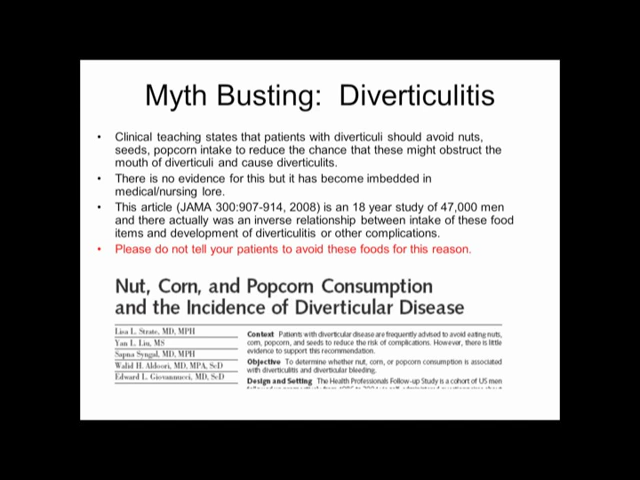 Myth Busting: Diverticulitis
• Clinical teaching states that patients with diverticuli should avoid nuts,
seeds, popcorn intake to reduce the chance that these might obstruct the
mouth of diverticuli and cause diverticulits.
• There is no evidence for this but it has become imbedded in
medical/nursing lore.
• This article (JAMA 300:907-914, 2008) is an 18 year study of 47,000 men
and there actually was an inverse relationship between intake of these food
items and development of diverticulitis or other complications.
• Please do not tell your patients to avoid these foods for this reason.
Nut, Corn, and Popcorn Consumption
and the Incidence of Diverticular Disease
Lisa L. Strate, MD, MPH
Yan L. Liu, MS
Sapna Syngal, MD, MPH
Walid H. Aldoori, MD, MPA, ScD
Edward L. Giovannucci, MD, ScD
Context Patients with diverticular disease are frequently advised to avoid eating nuts,
corn, popcorn, and seeds to reduce the risk of complications. However, there is little
evidence to support this recommendation.
Objective To determine whether nut, corn, or popcorn consumption is associated
with diverticulitis and diverticular bleeding.
Design and Setting The Health Professionals Follow-up Study is a cohort of US men